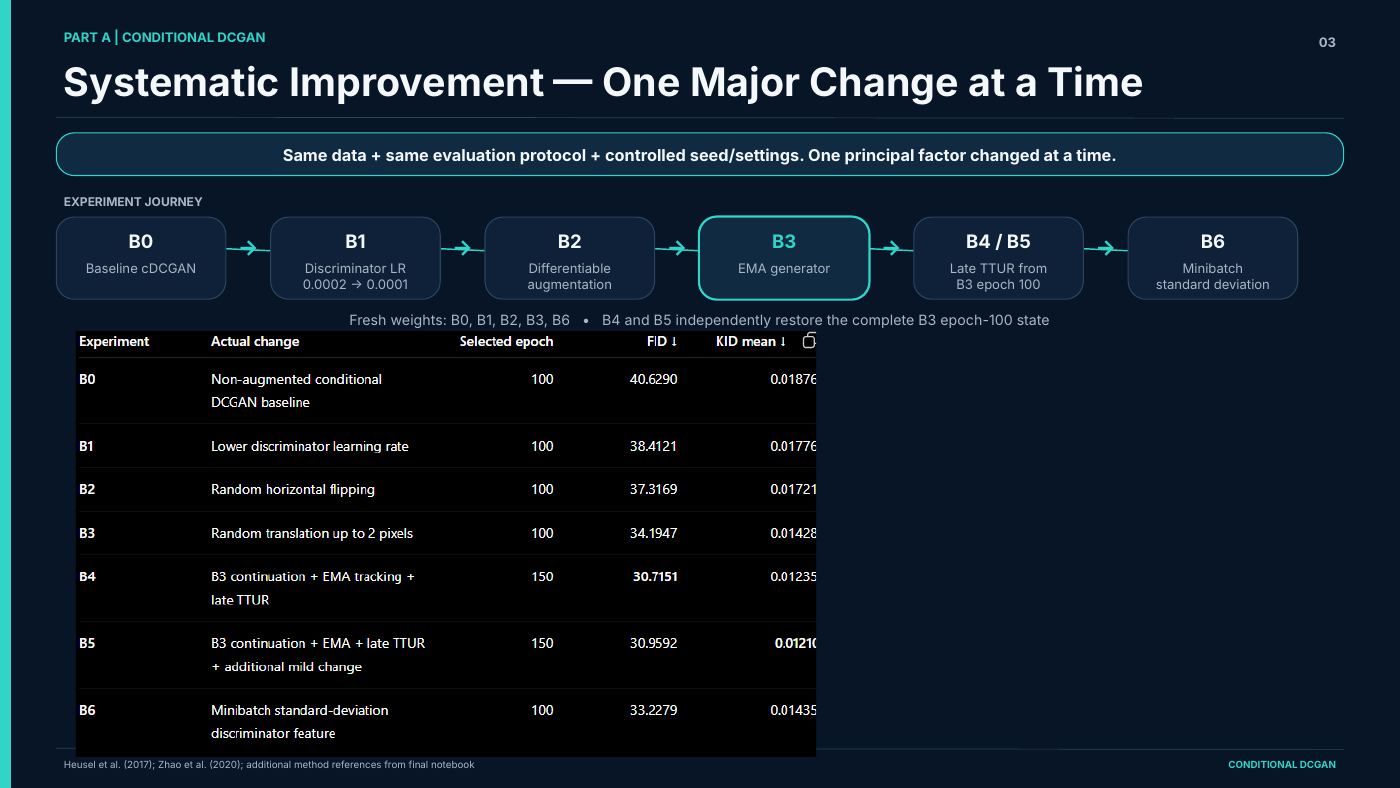 PART A | CONDITIONAL DCGAN
03
Systematic Improvement — One Major Change at a Time
Same data + same evaluation protocol + controlled seed/settings. One principal factor changed at a time.
EXPERIMENT JOURNEY
B0
Baseline cDCGAN
B1
Discriminator LR
0.0002 → 0.0001
B2
Differentiable
augmentation
B3
EMA generator
B4 / B5
Late TTUR from
B3 epoch 100
B6
Minibatch
standard deviation
Fresh weights: B0, B1, B2, B3, B6 • B4 and B5 independently restore the complete B3 epoch-100 state
Experiment Actual change Selected epoch FID ↓ KID mean ↓
B0 Non-augmented conditional 100 40.6290 0.01876
DCGAN baseline
B1 Lower discriminator learning rate 100 38.4121 0.01776
B2 Random horizontal flipping 100 37.3169 0.01721
B3 Random translation up to 2 pixels 100 34.1947 0.01428
B4 B3 continuation + EMA tracking + 150 30.7151 0.01235
late TTUR
B5 B3 continuation + EMA + late TTUR 150 30.9592 0.01210
+ additional mild change
B6 Minibatch standard-deviation 100 33.2279 0.01435
discriminator feature
Heusel et al. (2017); Zhao et al. (2020); additional method references from final notebook
CONDITIONAL DCGAN